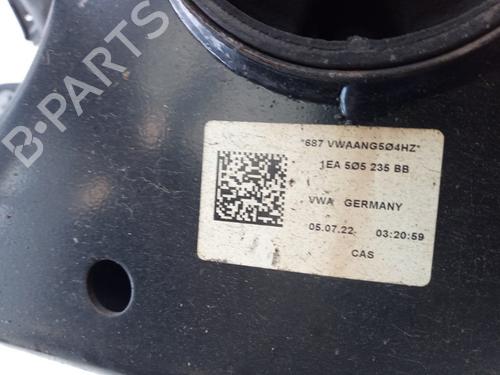 *687 VWAANG5Ø4HZ*
1EA 5Ø5 235 BB
VWA GERMANY
05.07.22 03:20:59
CAS
B-PARTS